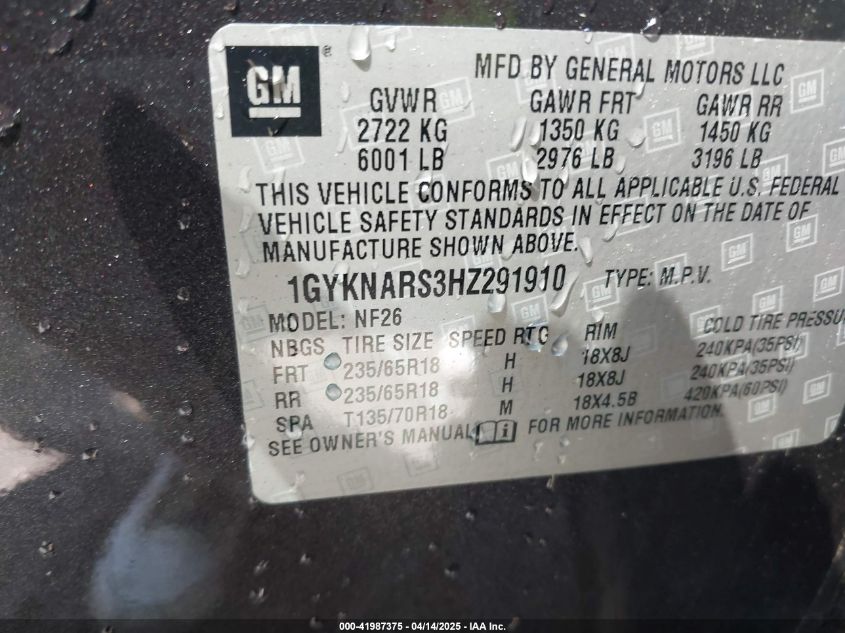 GM ®
MFD BY GENERAL MOTORS LLC
GVWR GAWR FRT GAWR RR
2722 KG 1350 KG 1450 KG
6001 LB 2976 LB 3196 LB
THIS VEHICLE CONFORMS TO ALL APPLICABLE U.S. FEDERAL
VEHICLE SAFETY STANDARDS IN EFFECT ON THE DATE OF
MANUFACTURE SHOWN ABOVE.
1GYKNARS3HZ291910 TYPE: M.P.V.
MODEL: NF26
NBGS TIRE SIZE SPEED RTG RIM COLD TIRE PRESSU
FRT 235/65R18 H 18X8J 240KPA(35PSI)
RR 235/65R18 H 18X8J 240KPA(35PSI)
SPA T135/70R18 M 18X4.5B 420KPA(60PSI)
SEE OWNER'S MANUAL FOR MORE INFORMATION.
000-41987375 - 04/14/2025 - IAA Inc.